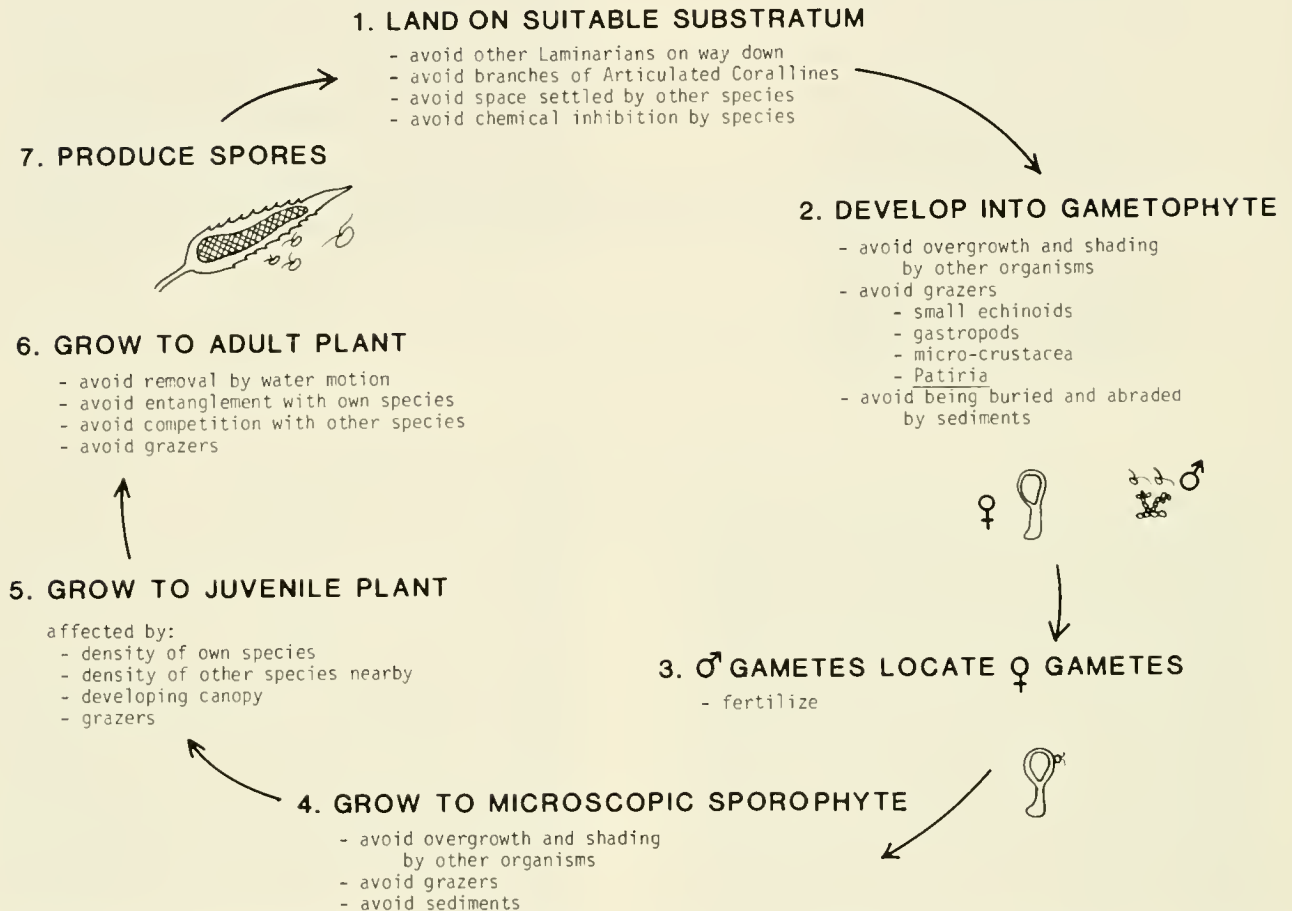 1. LAND ON SUITABLE SUBSTRATUM
- avoid other Laminarians on way down
- avoid branches of Articulated Corallines
- avoid space settled by other species
- avoid chemical inhibition by species
2. DEVELOP INTO GAMETOPHYTE
- avoid overgrowth and shading
by other organisms
- avoid grazers
- small echinoids
- gastropods
- micro-crustacea
- Patiria
- avoid being buried and abraded
by sediments
♀
♂
3. ♂ GAMETES LOCATE ♀ GAMETES
- fertilize
4. GROW TO MICROSCOPIC SPOROPHYTE
- avoid overgrowth and shading
by other organisms
- avoid grazers
- avoid sediments
5. GROW TO JUVENILE PLANT
affected by:
- density of own species
- density of other species nearby
- developing canopy
- grazers
6. GROW TO ADULT PLANT
- avoid removal by water motion
- avoid entanglement with own species
- avoid competition with other species
- avoid grazers
7. PRODUCE SPORES